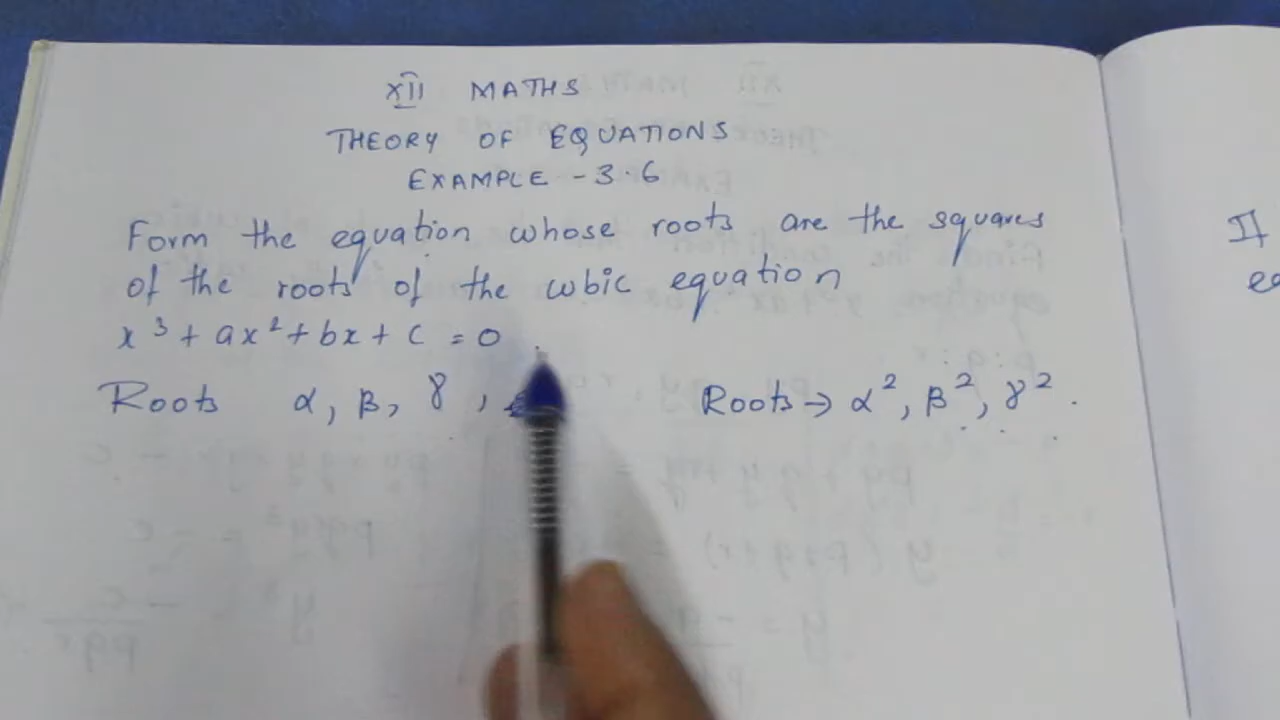 XII MATHS
THEORY OF EQUATIONS
EXAMPLE - 3.6
Form the equation whose roots are the squares
of the roots of the cubic equation
x³ + ax² + bx + c = 0
Roots α, β, γ, Roots → α², β², γ².
II